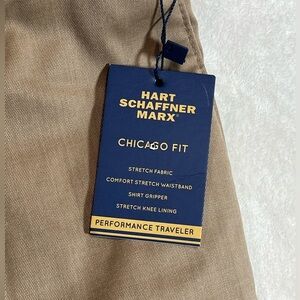 HART
SCHAFFNER
MARX®
CHICAGO FIT
STRETCH FABRIC
COMFORT STRETCH WAISTBAND
SHIRT GRIPPER
STRETCH KNEE LINING
PERFORMANCE TRAVELER